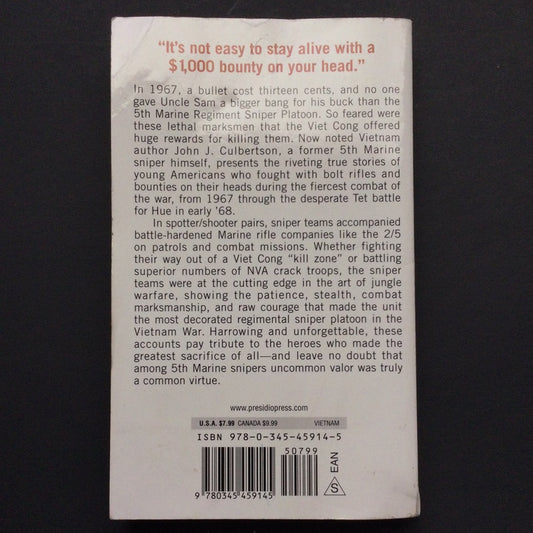 “It's not easy to stay alive with a
$1,000 bounty on your head.”
In 1967, a bullet cost thirteen cents, and no one
gave Uncle Sam a bigger bang for his buck than the
5th Marine Regiment Sniper Platoon. So feared were
these lethal marksmen that the Viet Cong offered
huge rewards for killing them. Now noted Vietnam
author John J. Culbertson, a former 5th Marine
sniper himself, presents the riveting true stories of
young Americans who fought with bolt rifles and
bounties on their heads during the fiercest combat of
the war, from 1967 through the desperate Tet battle
for Hue in early '68.
In spotter/shooter pairs, sniper teams accompanied
battle-hardened Marine rifle companies like the 2/5
on patrols and combat missions. Whether fighting
their way out of a Viet Cong “kill zone” or battling
superior numbers of NVA crack troops, the sniper
teams were at the cutting edge in the art of jungle
warfare, showing the patience, stealth, combat
marksmanship, and raw courage that made the unit
the most decorated regimental sniper platoon in the
Vietnam War. Harrowing and unforgettable, these
accounts pay tribute to the heroes who made the
greatest sacrifice of all—and leave no doubt that
among 5th Marine snipers uncommon valor was truly
a common virtue.
www.presidiopress.com
U.S.A. $7.99 CANADA $9.99 VIETNAM
ISBN 978-0-345-45914-5
50799
9 780345 459145
S
EAN